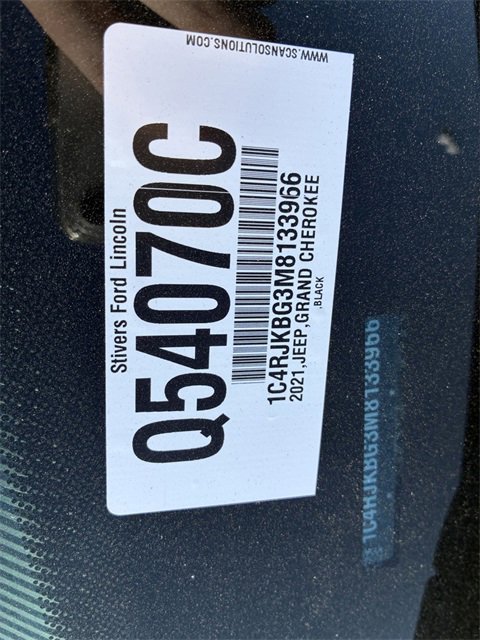 Stivers Ford Lincoln
Q54070C
1C4RJKBG3M8133966
2021,JEEP,GRAND CHEROKEE
,BLACK
WWW.SCANSOLUTIONS.COM
1C4RJKBG3M8133966